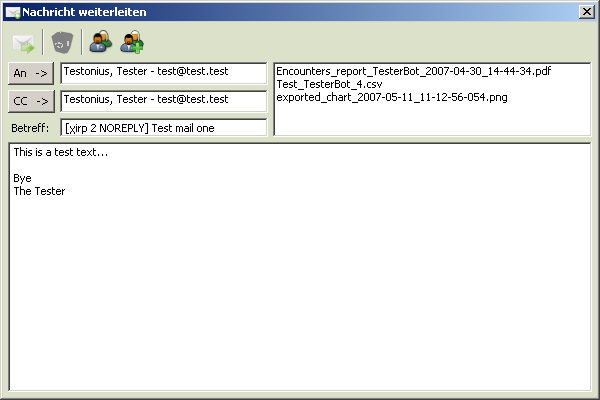 Nachricht weiterleiten
An ->
Testonius, Tester - test@test.test
CC ->
Testonius, Tester - test@test.test
Betreff:
[χirp 2 NOREPLY] Test mail one
Encounters_report_TesterBot_2007-04-30_14-44-34.pdf
Test_TesterBot_4.csv
exported_chart_2007-05-11_11-12-56-054.png
This is a test text...
Bye
The Tester